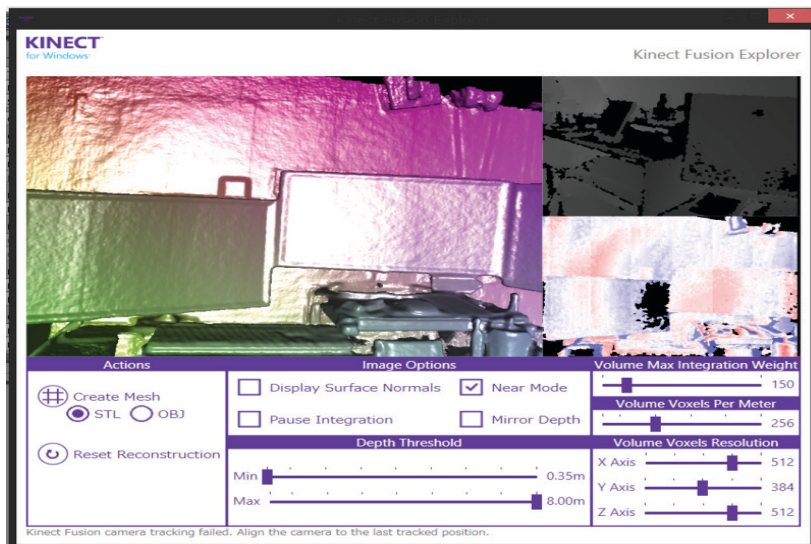 Kinect Fusion Explorer
KINECT
for Windows
Kinect Fusion Explorer
Actions
Create Mesh
STL OBJ
Reset Reconstruction
Image Options
Display Surface Normals Near Mode
Pause Integration Mirror Depth
Depth Threshold
Min 0.35m
Max 8.00m
Volume Max Integration Weight
150
Volume Voxels Per Meter
256
Volume Voxels Resolution
X Axis 512
Y Axis 384
Z Axis 512
Kinect Fusion camera tracking failed. Align the camera to the last tracked position.